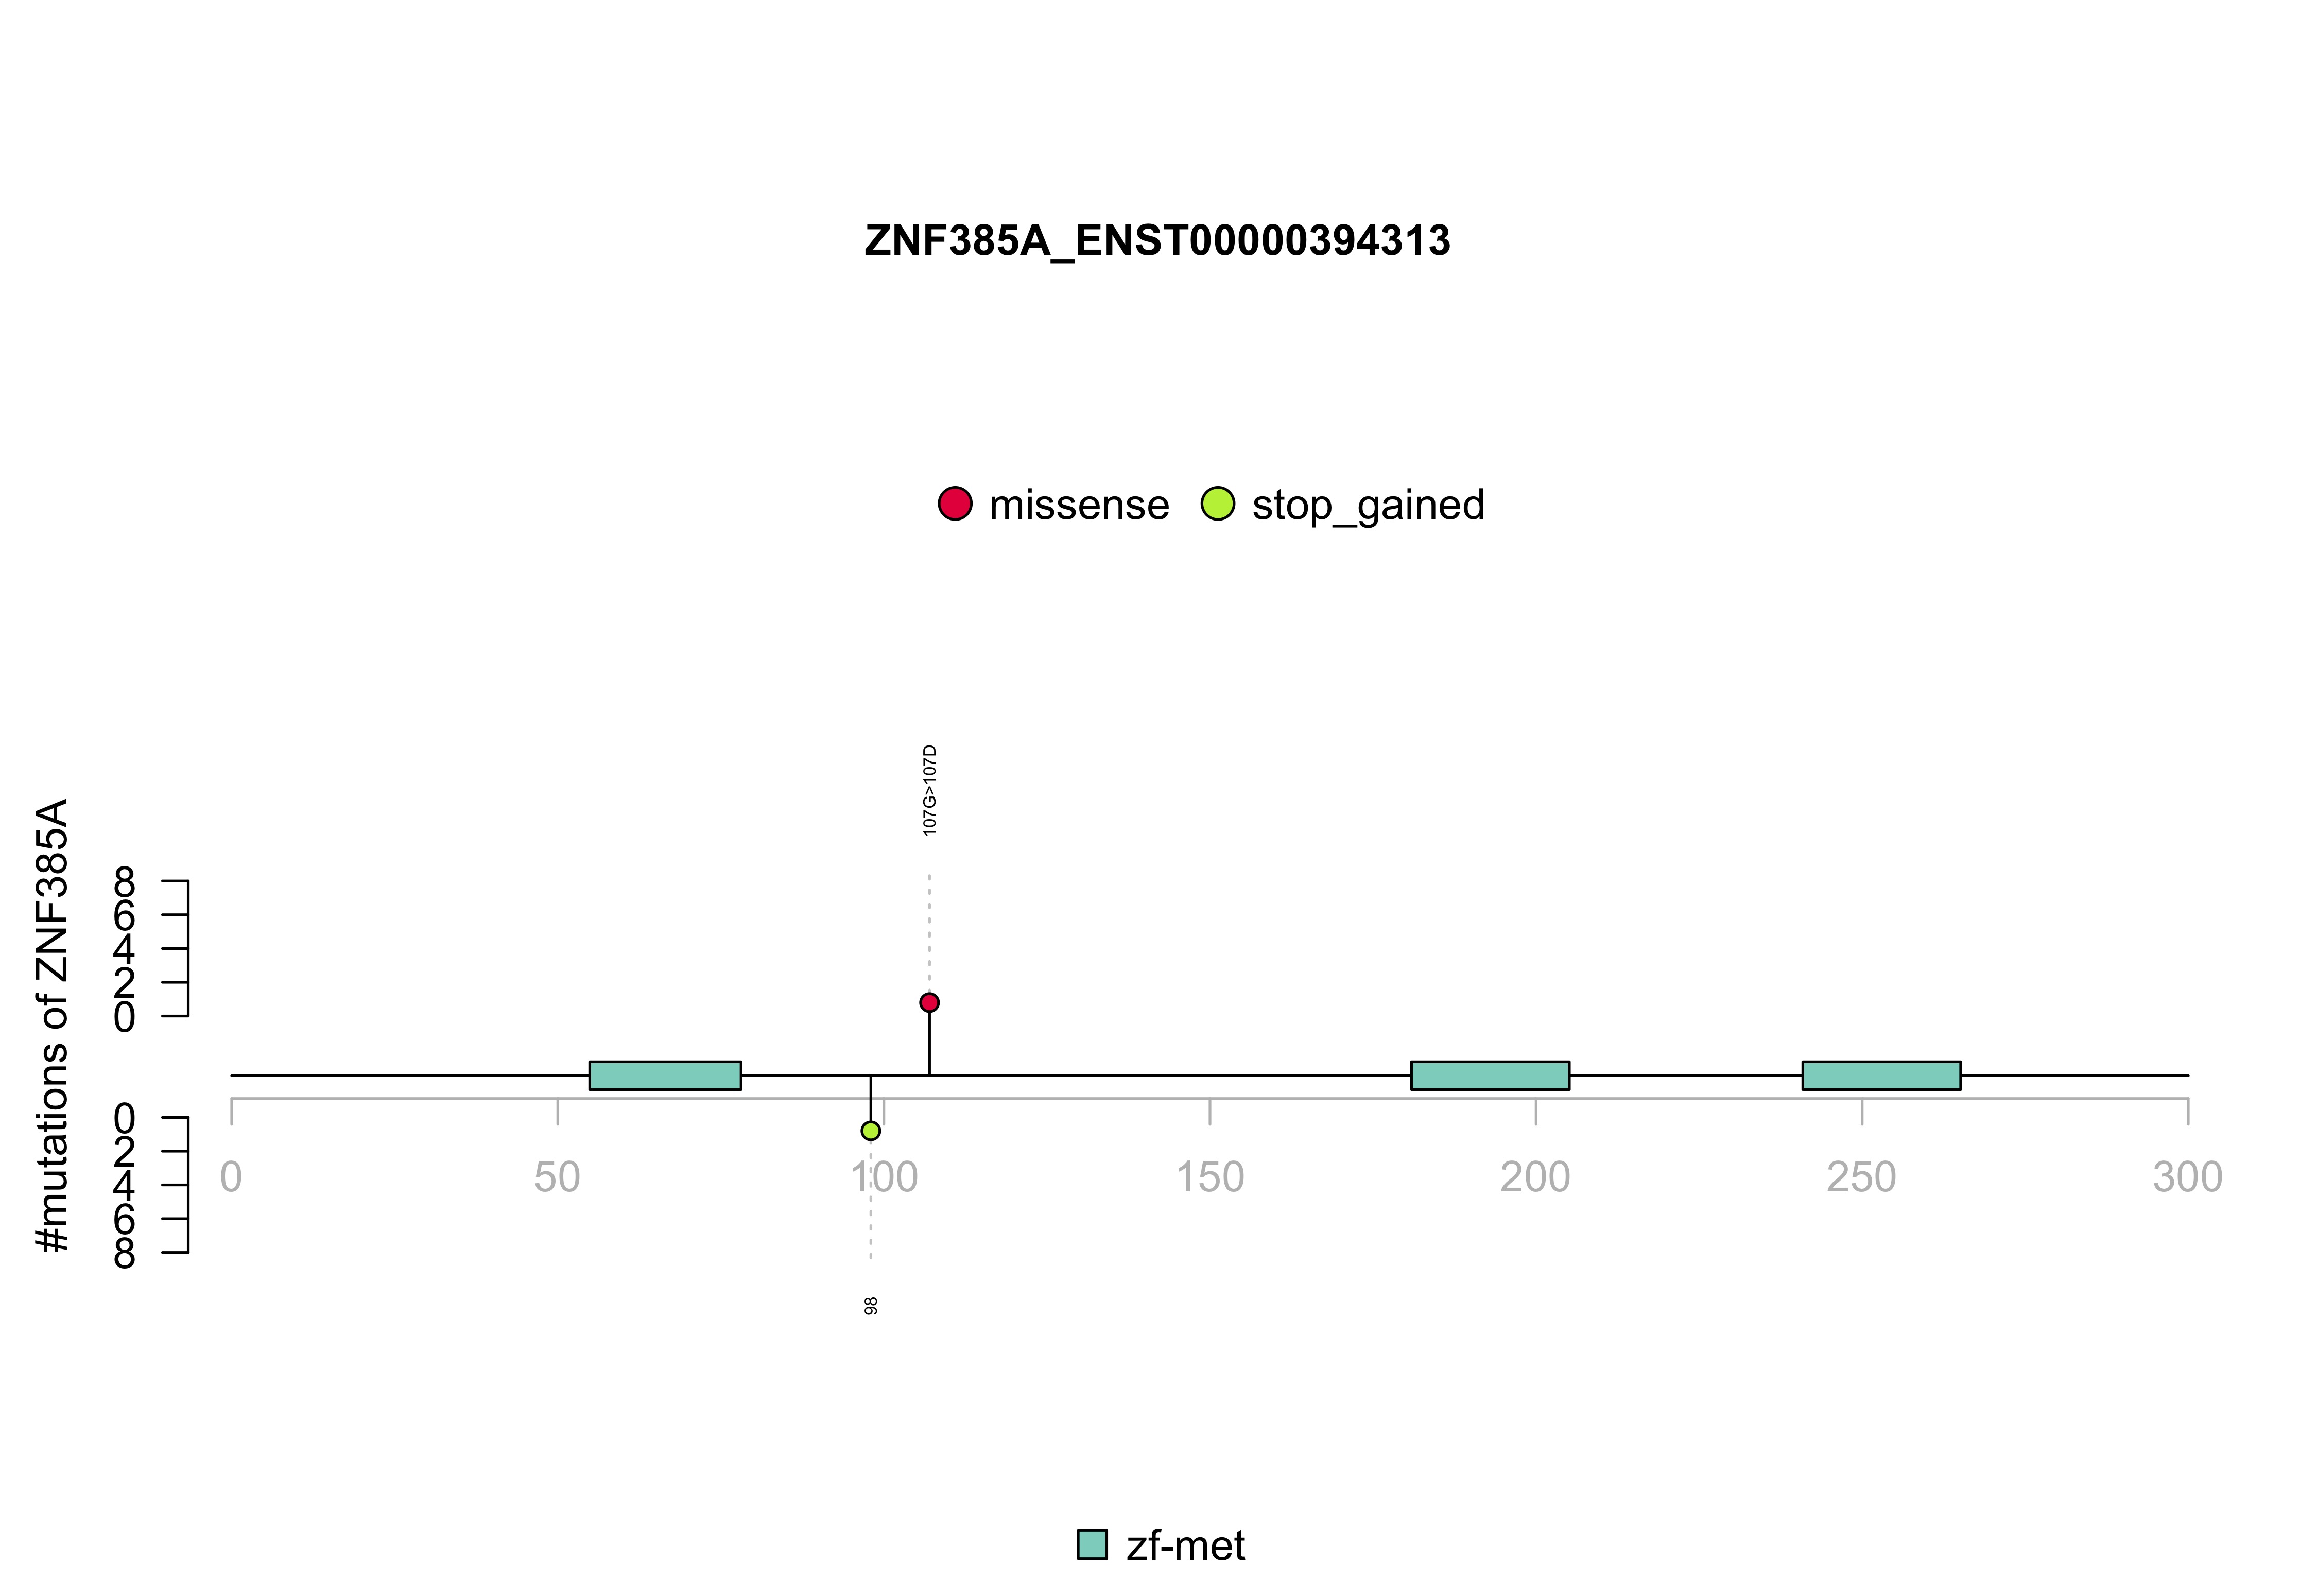 ZNF385A_ENST00000394313
missense stop_gained
107G>107D
#mutations of ZNF385A
8
6
4
2
0
0
2
4
6
8
0 50 100 150 200 250 300
98
zf-met